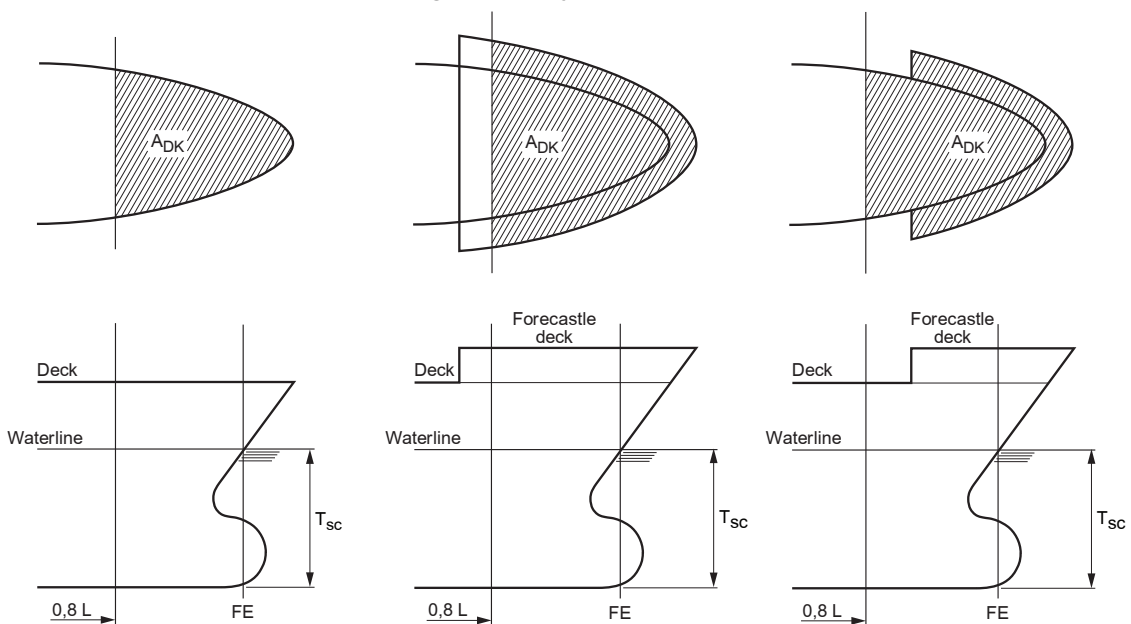 A_DK
A_DK
A_DK
Forecastle
deck
Deck
Waterline
T_SC
0,8 L
FE
Deck
Waterline
T_SC
0,8 L
FE
Forecastle
deck
Deck
Waterline
T_SC
0,8 L
FE